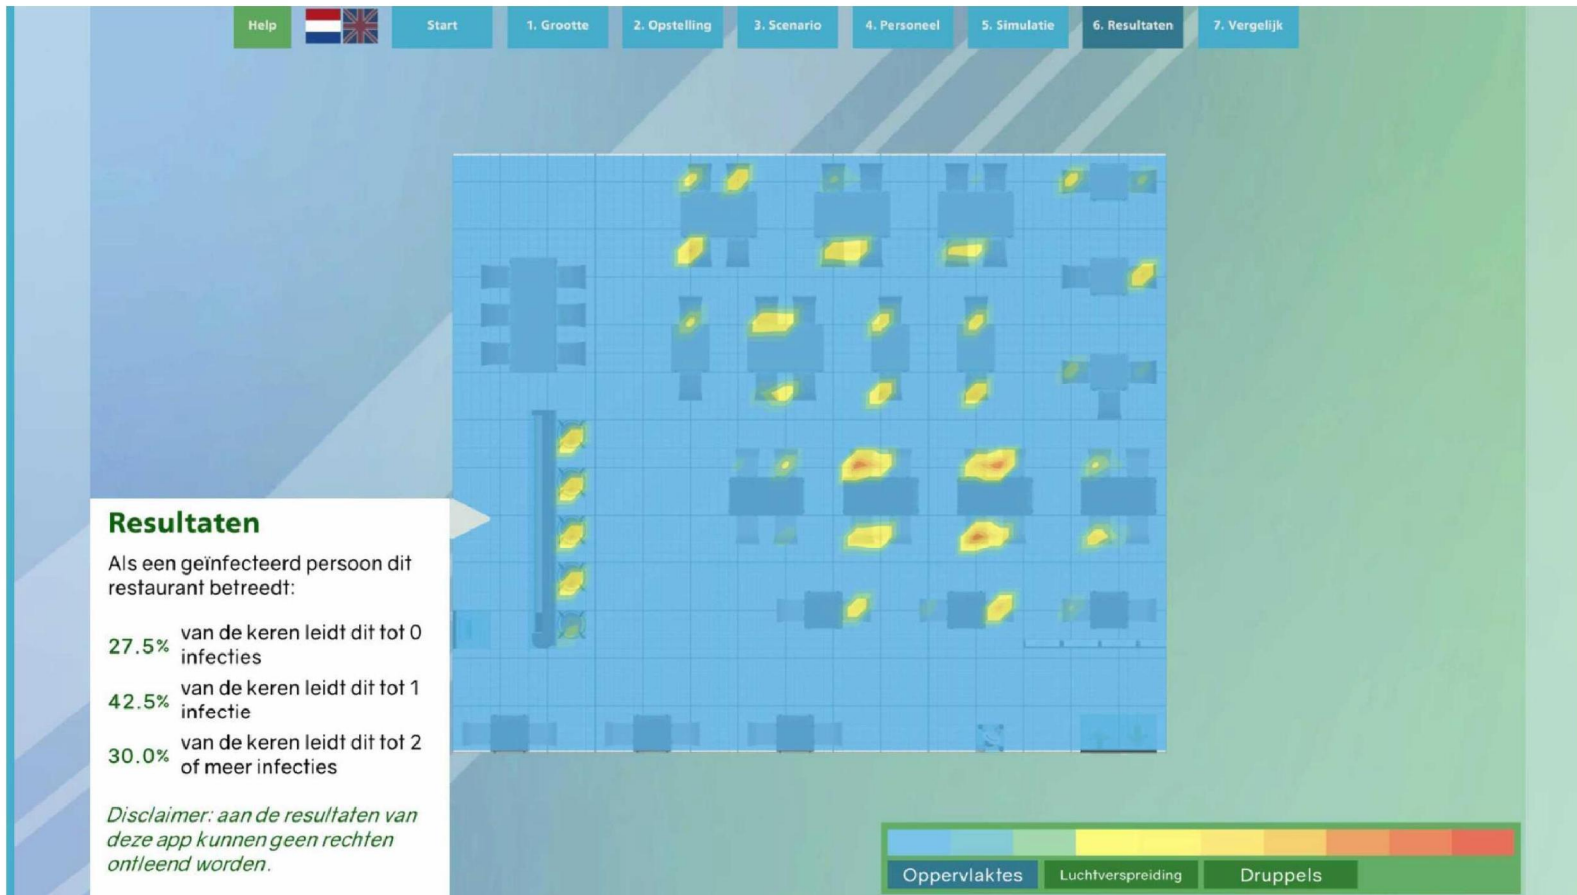 Help
Start
1. Grootte
2. Opstelling
3. Scenario
4. Personeel
5. Simulatie
6. Resultaten
7. Vergelijk
Resultaten
Als een geïnfecteerd persoon dit
restaurant betreedt:
27.5% van de keren leidt dit tot 0
infecties
42.5% van de keren leidt dit tot 1
infectie
30.0% van de keren leidt dit tot 2
of meer infecties
Disclaimer: aan de resultaten van
deze app kunnen geen rechten
ontleend worden.
Oppervlaktes
Luchtverspreiding
Druppels